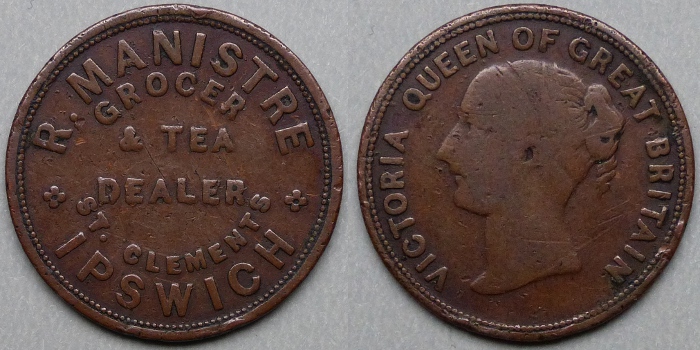 R. MANISTRE
GROCER
& TEA
DEALER
ST. CLEMENTS
IPSWICH
VICTORIA QUEEN OF GREAT BRITAIN